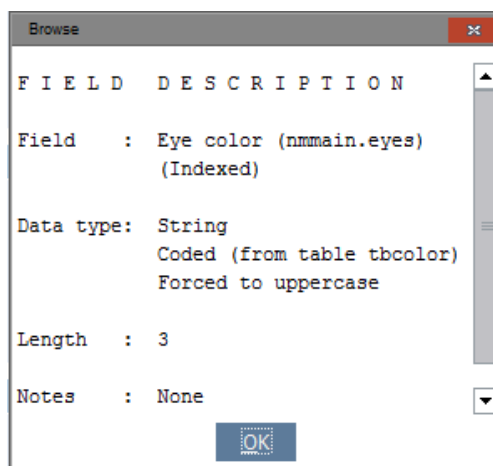 Browse
F I E L D   D E S C R I P T I O N
Field    :  Eye color (nmmain.eyes)
            (Indexed)
Data type:  String
            Coded (from table tbcolor)
            Forced to uppercase
Length   :  3
Notes    :  None
OK